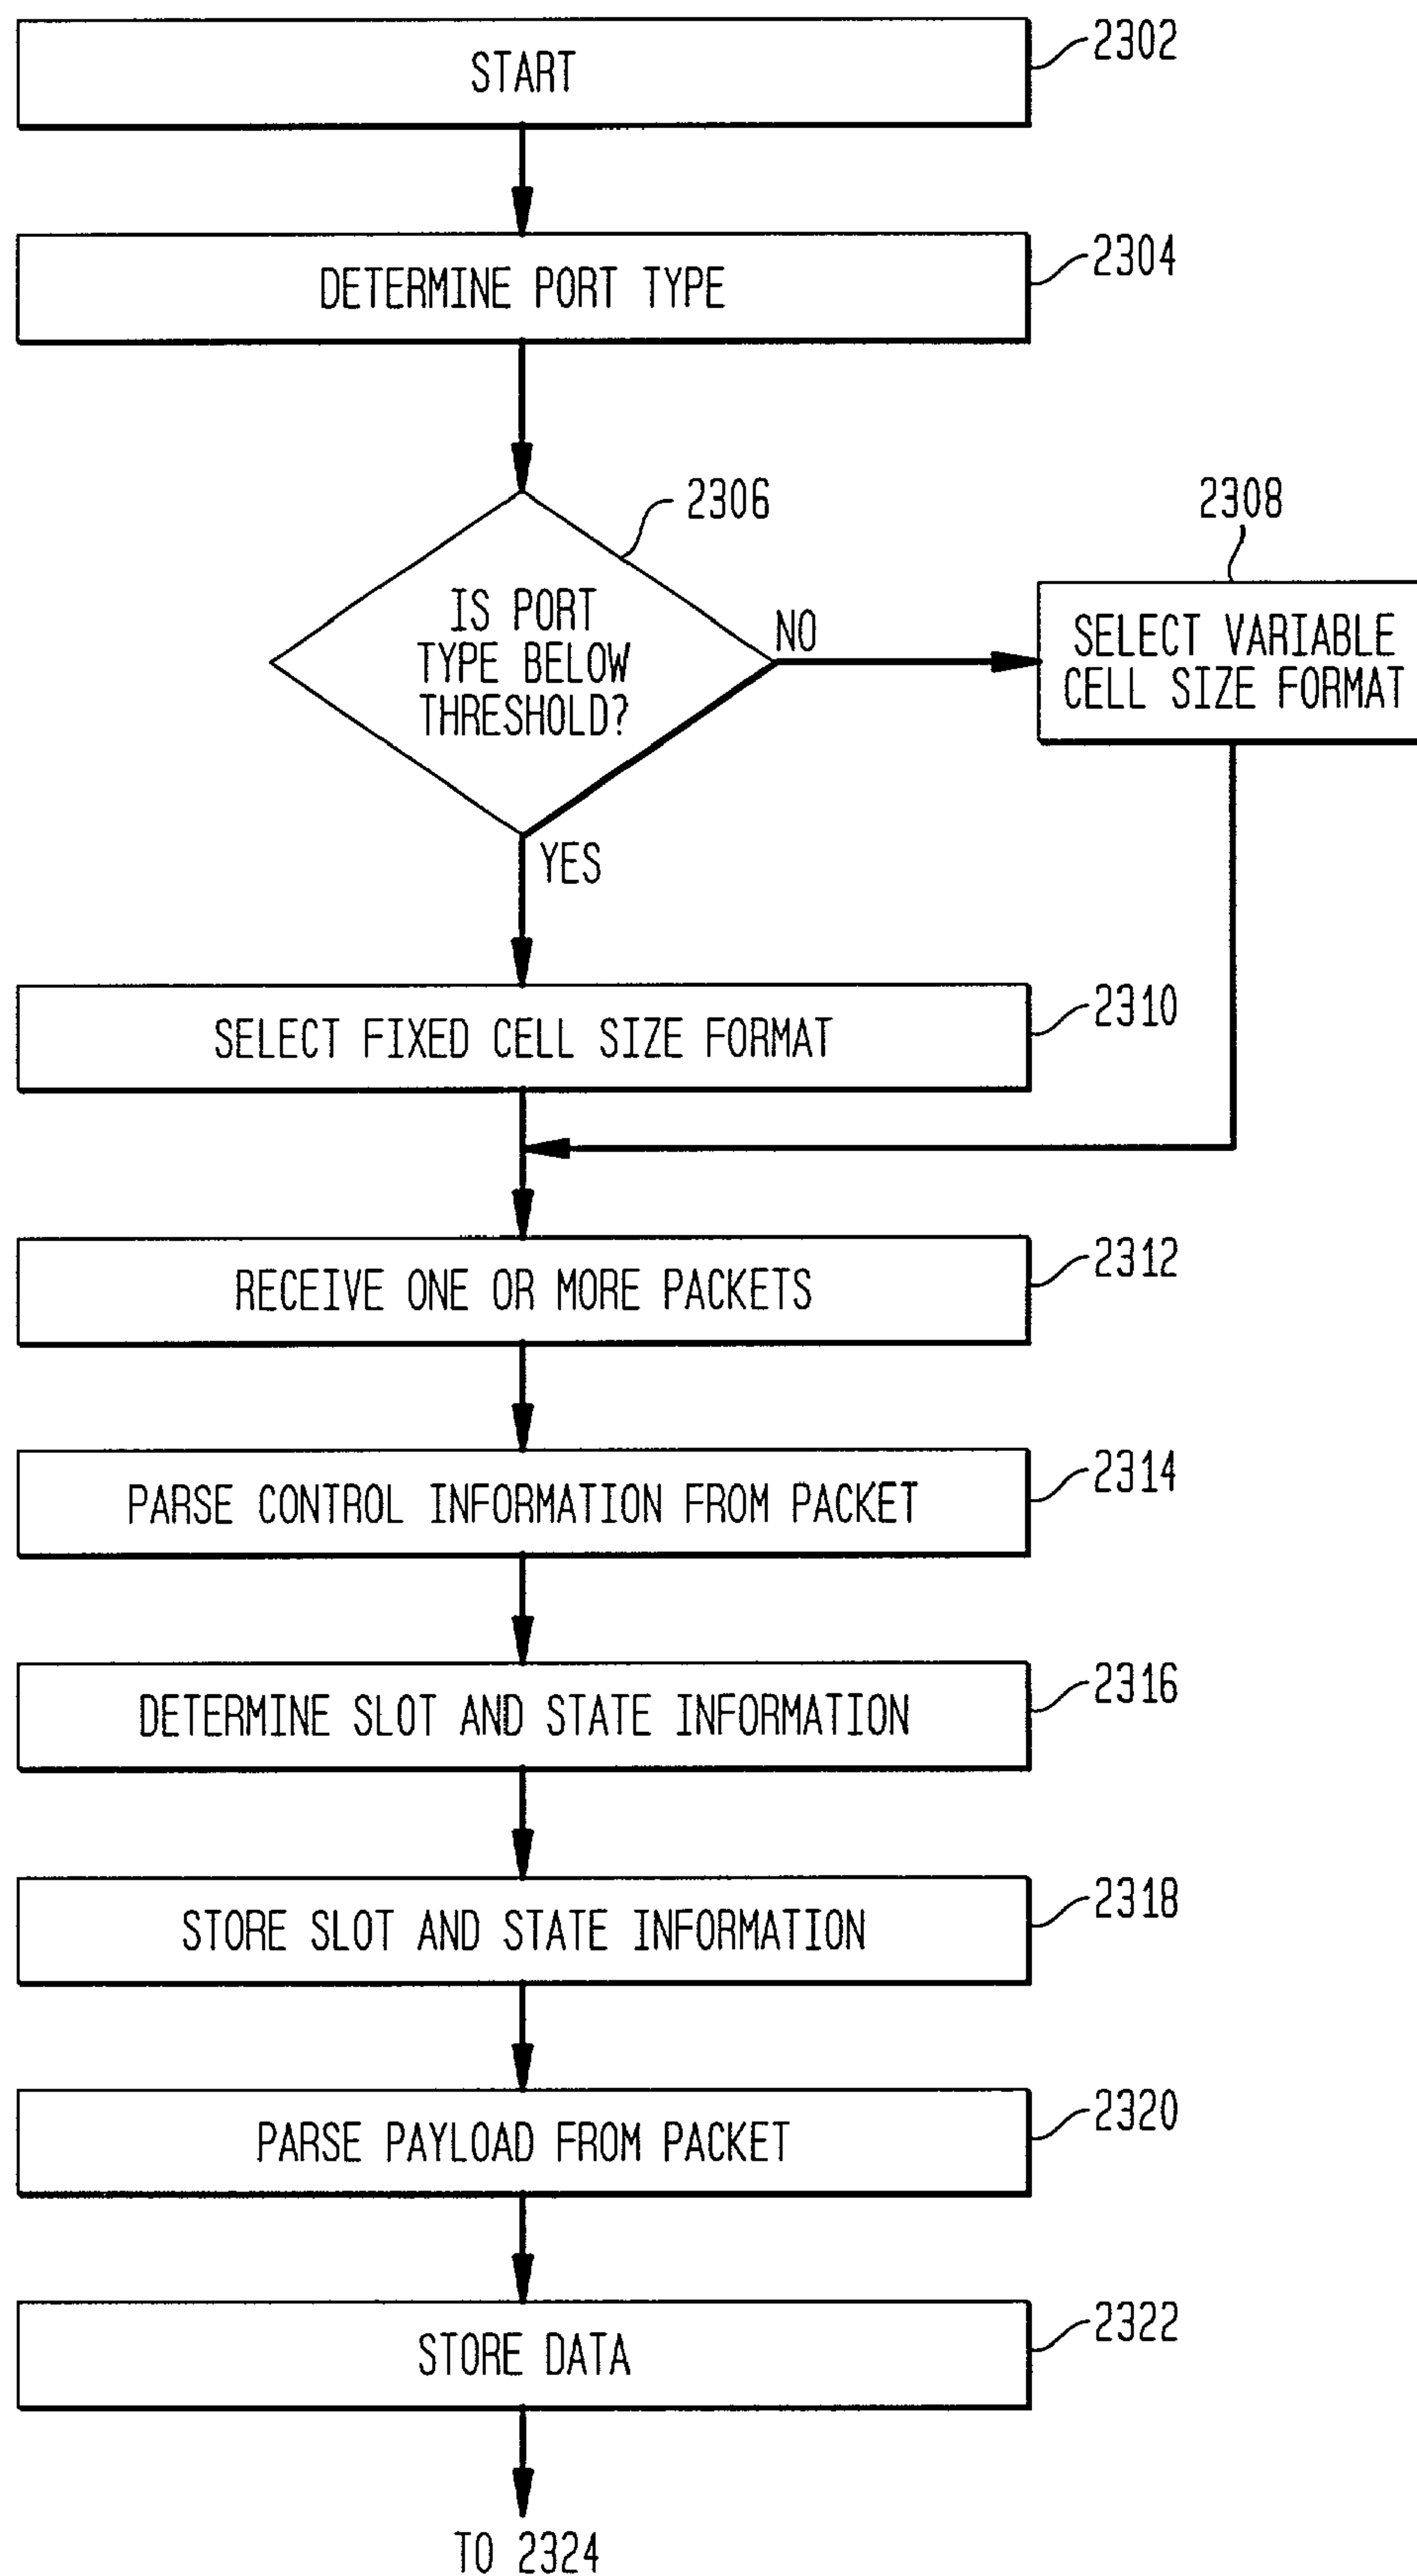 START
2302
DETERMINE PORT TYPE
2304
2306
2308
IS PORT
TYPE BELOW
THRESHOLD?
NO
SELECT VARIABLE
CELL SIZE FORMAT
YES
SELECT FIXED CELL SIZE FORMAT
2310
RECEIVE ONE OR MORE PACKETS
2312
PARSE CONTROL INFORMATION FROM PACKET
2314
DETERMINE SLOT AND STATE INFORMATION
2316
STORE SLOT AND STATE INFORMATION
2318
PARSE PAYLOAD FROM PACKET
2320
STORE DATA
2322
TO 2324